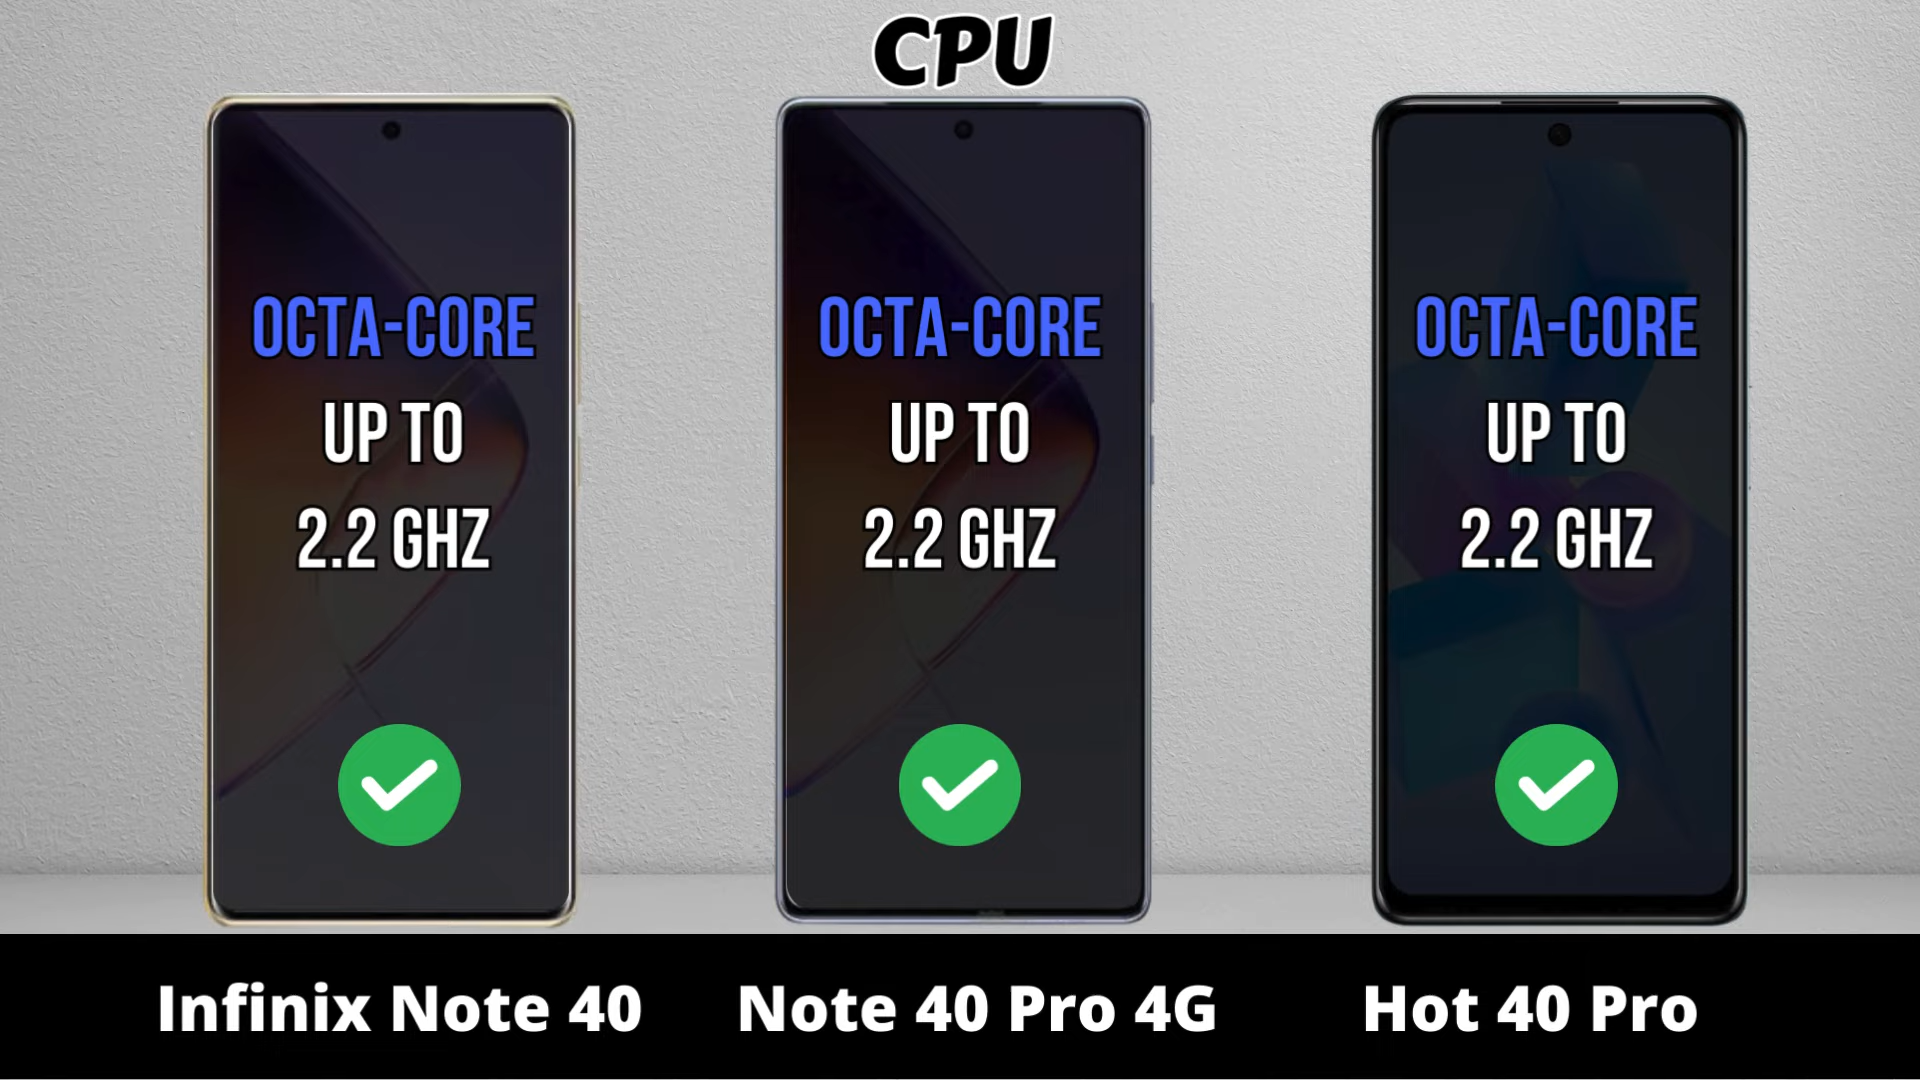 CPU
OCTA-CORE
UP TO
2.2 GHZ
OCTA-CORE
UP TO
2.2 GHZ
OCTA-CORE
UP TO
2.2 GHZ
Infinix Note 40
Note 40 Pro 4G
Hot 40 Pro